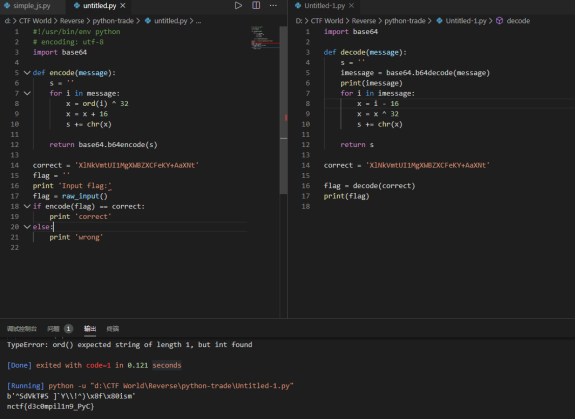 simple_js.py
untitled.py ×
Untitled-1.py ×
d: > CTF World > Reverse > python-trade > untitled.py > ...
1 #!/usr/bin/env python
2 # encoding: utf-8
3 import base64
4
5 def encode(message):
6 s = ''
7 for i in message:
8 x = ord(i) ^ 32
9 x = x + 16
10 s += chr(x)
11
12 return base64.b64encode(s)
13
14 correct = 'XlNkVmtUI1MgXWBZXCFeKY+AaXNt'
15 flag = ''
16 print 'Input flag:'
17 flag = raw_input()
18 if encode(flag) == correct:
19 print 'correct'
20 else:
21 print 'wrong'
22
D: > CTF World > Reverse > python-trade > Untitled-1.py > decode
1 import base64
2
3 def decode(message):
4 s = ''
5 imessage = base64.b64decode(message)
6 print(imessage)
7 for i in imessage:
8 x = i - 16
9 x = x ^ 32
10 s += chr(x)
11
12 return s
13
14 correct = 'XlNkVmtUI1MgXWBZXCFeKY+AaXNt'
15
16 flag = decode(correct)
17 print(flag)
18
调试控制台 问题 1 输出 终端
TypeError: ord() expected string of length 1, but int found
[Done] exited with code=1 in 0.121 seconds
[Running] python -u "d:\CTF World\Reverse\python-trade\Untitled-1.py"
b'^SdVkT#S ]`Y\\!^)\x8f\x80ism'
nctf{d3c0mpil1n9_PyC}